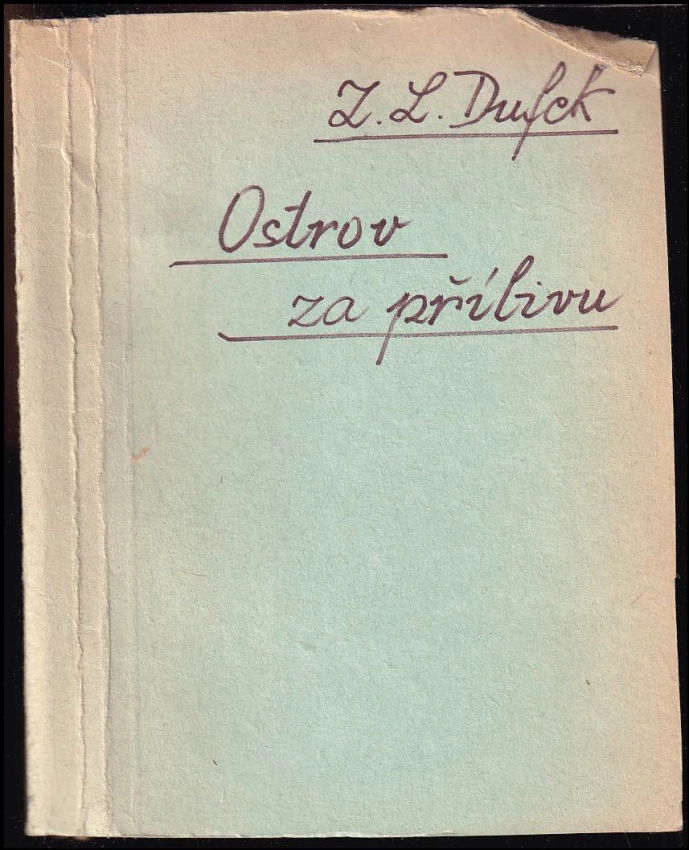 Z. L. Dufek
Ostrov
za přílivu